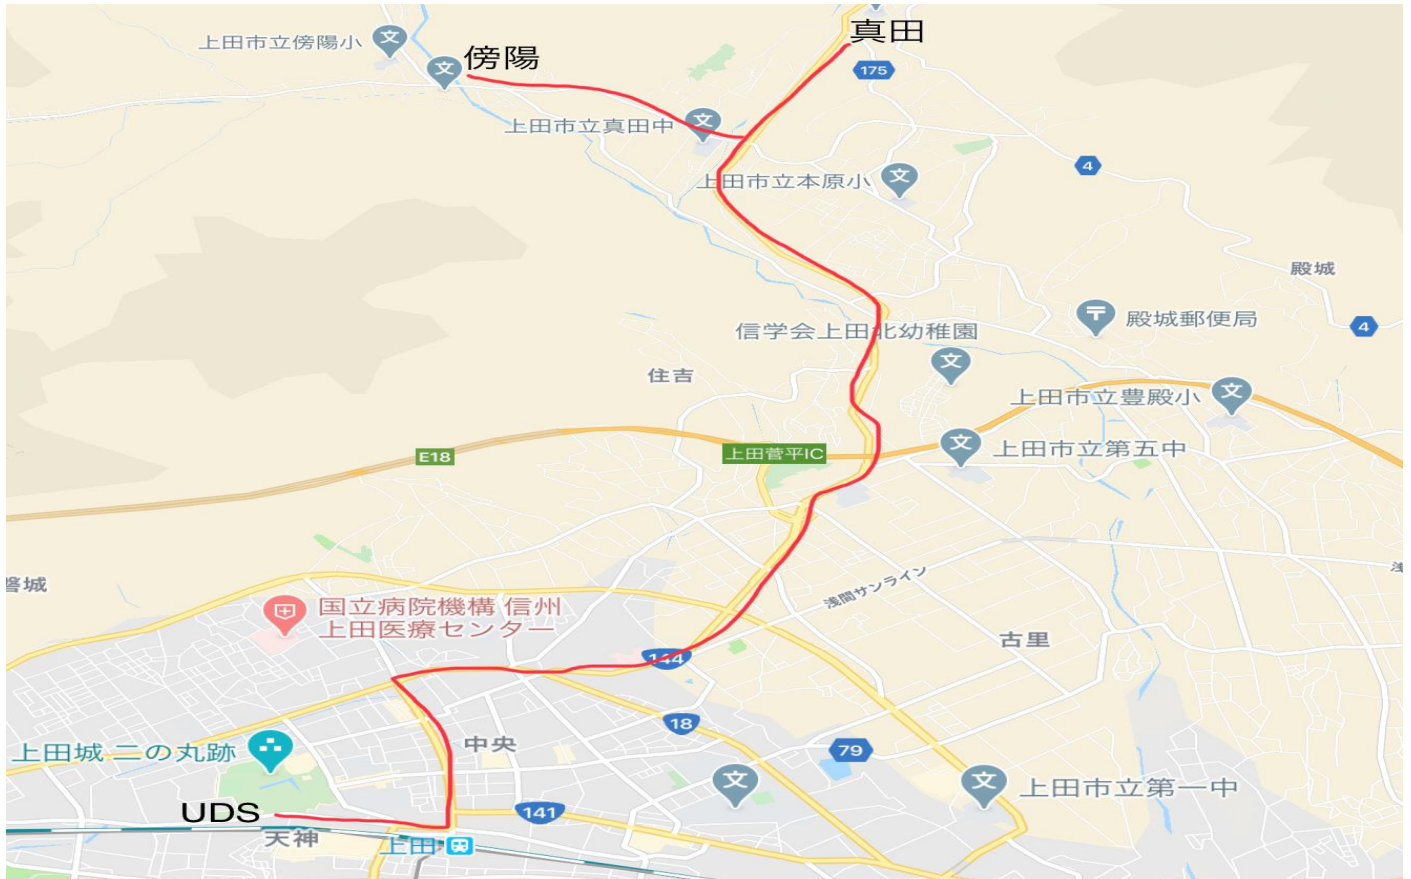 真田
上田市立傍陽小
傍陽
175
上田市立真田中
4
上田市立本原小
殿城
殿城郵便局
4
信学会上田北幼稚園
住吉
上田市立豊殿小
上田菅平IC
E18
上田市立第五中
浅間サンライン
国立病院機構 信州
上田医療センター
古里
144
18
中央
79
上田城 二の丸跡
上田市立第一中
UDS
141
天神
上田